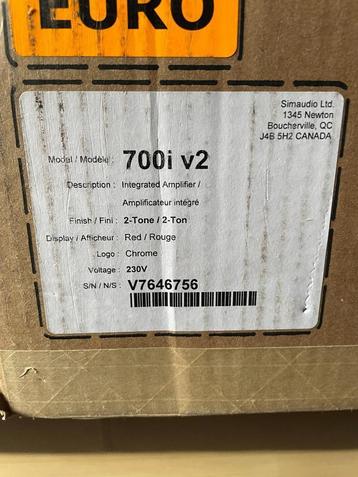 EURO
Simaudio Ltd.
1345 Newton
Boucherville, QC
J4B 5H2 CANADA
Model / Modèle : 700i v2
Description : Integrated Amplifier /
Amplificateur intégré
Finish / Fini : 2-Tone / 2-Ton
Display / Afficheur : Red / Rouge
Logo : Chrome
Voltage : 230V
S/N / N/S : V7646756